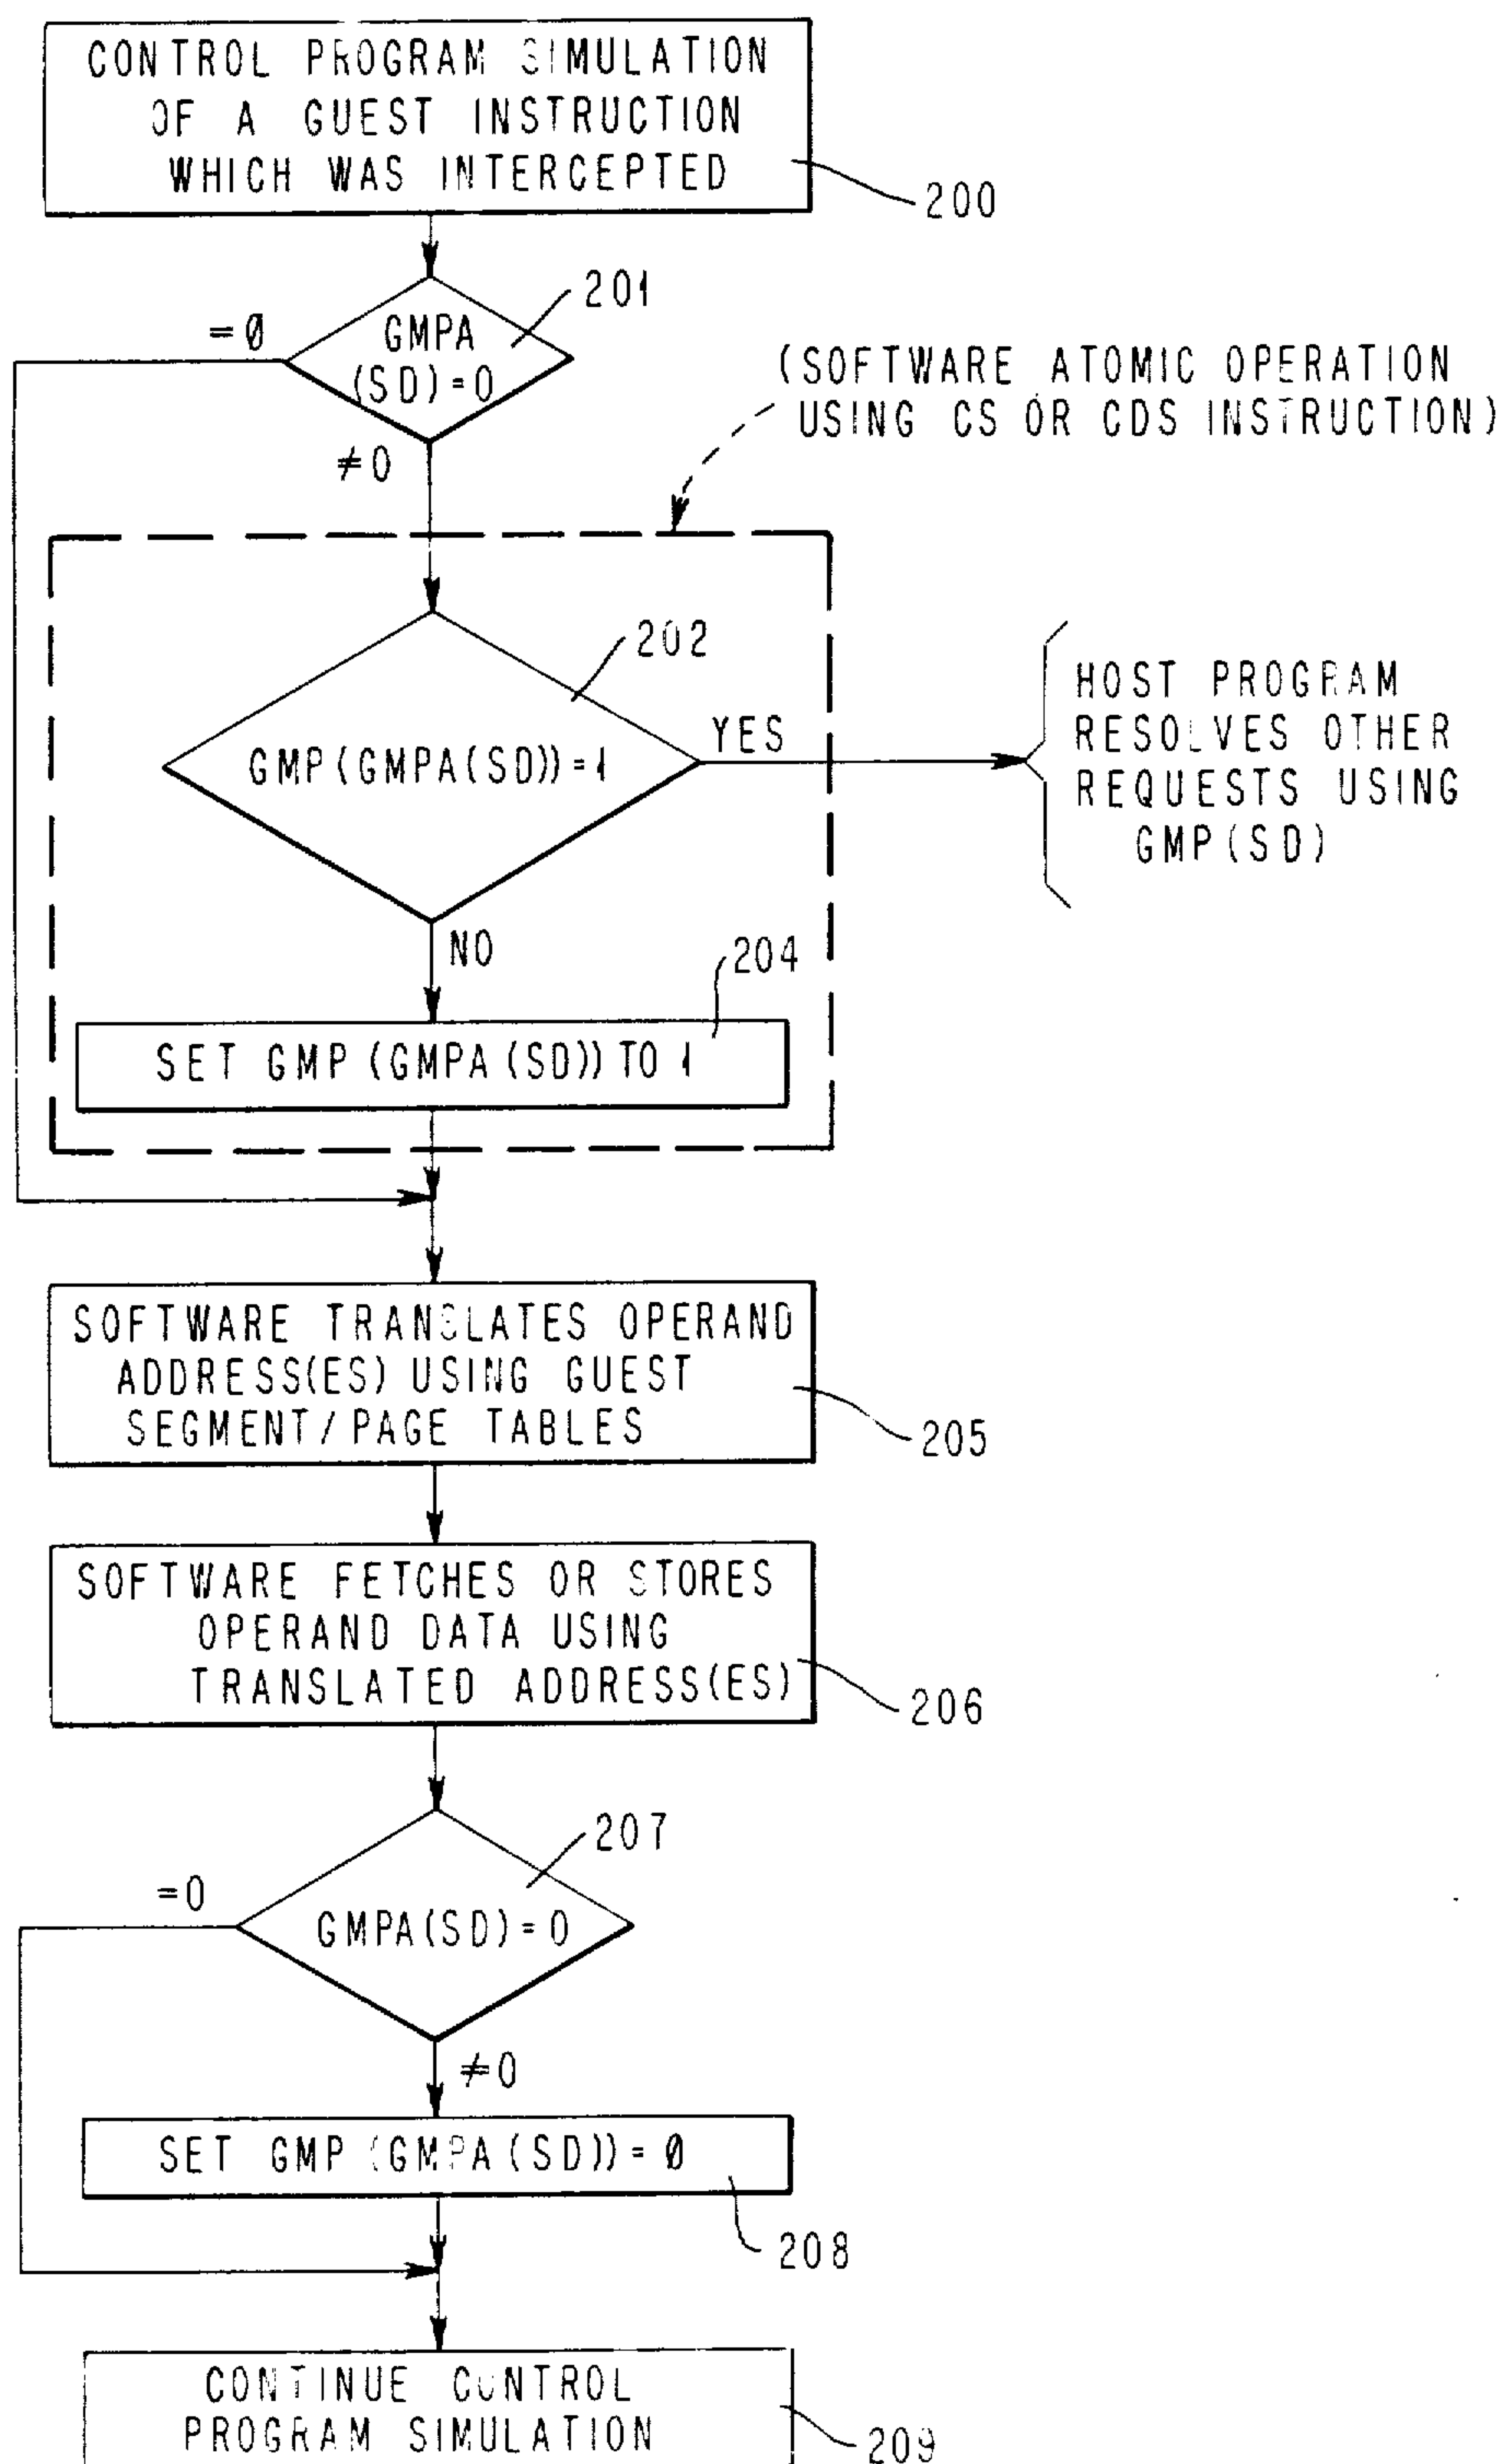 CONTROL PROGRAM SIMULATION
OF A GUEST INSTRUCTION
WHICH WAS INTERCEPTED
200
201
=Ø
GMPA
(SD)=0
≠0
(SOFTWARE ATOMIC OPERATION
USING CS OR CDS INSTRUCTION)
202
GMP(GMPA(SD))=1
YES
HOST PROGRAM
RESOLVES OTHER
REQUESTS USING
GMP(SD)
NO
204
SET GMP(GMPA(SD)) TO 1
SOFTWARE TRANSLATES OPERAND
ADDRESS(ES) USING GUEST
SEGMENT/PAGE TABLES
205
SOFTWARE FETCHES OR STORES
OPERAND DATA USING
TRANSLATED ADDRESS(ES)
206
207
=0
GMPA(SD)=0
≠0
SET GMP(GMPA(SD))=Ø
208
CONTINUE CONTROL
PROGRAM SIMULATION
209